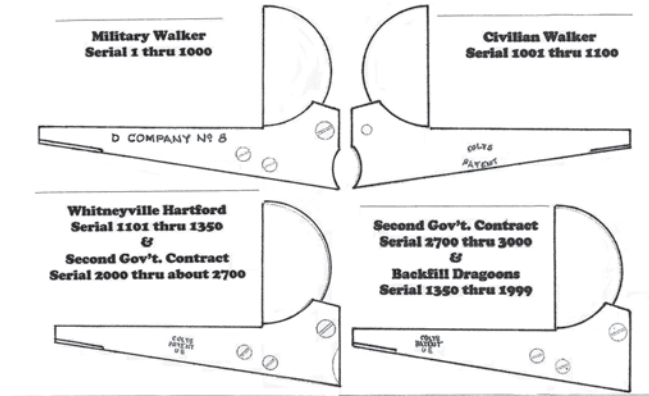 Military Walker
Serial 1 thru 1000
D COMPANY Nº 8
Civilian Walker
Serial 1001 thru 1100
COLTS
PATENT
Whitneyville Hartford
Serial 1101 thru 1350
&
Second Gov't. Contract
Serial 2000 thru about 2700
COLTS
PATENT
U S
Second Gov't. Contract
Serial 2700 thru 3000
&
Backfill Dragoons
Serial 1350 thru 1999
COLTS
PATENT
U S